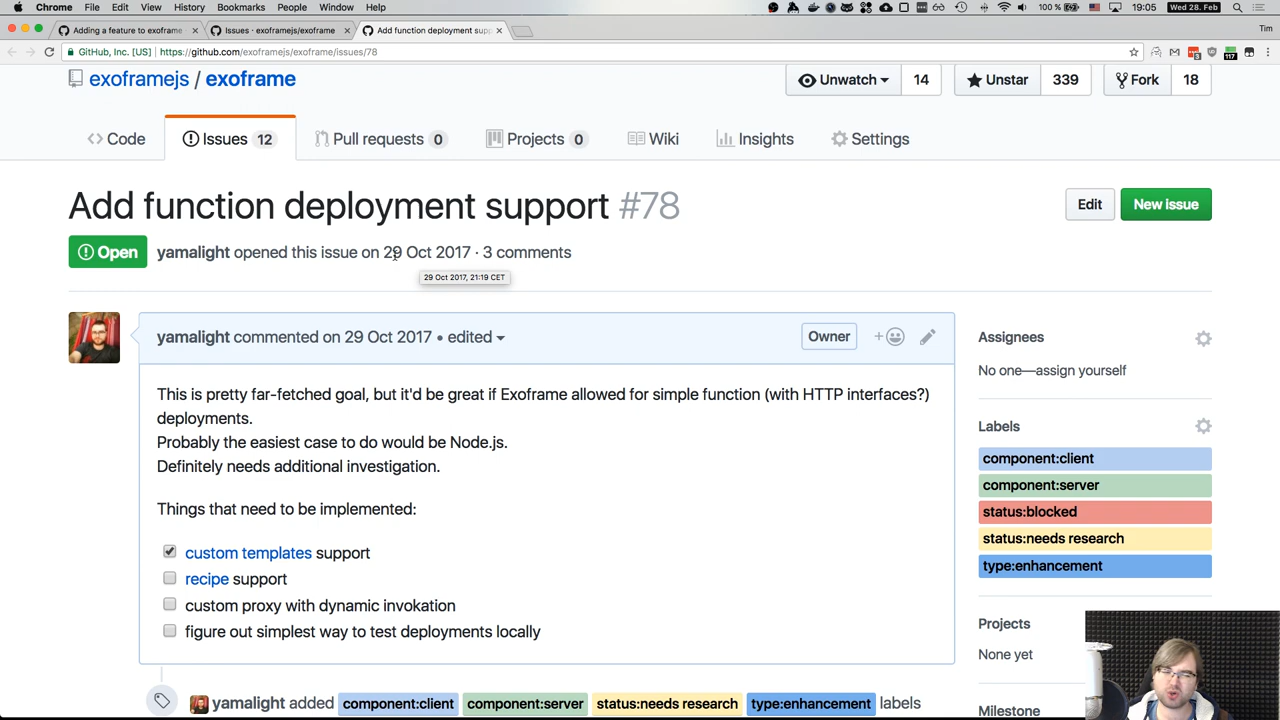 Chrome File Edit View History Bookmarks People Window Help 100 % 19:05 Wed 28. Feb
Adding a feature to exoframe × Issues · exoframejs/exoframe × Add function deployment supp × Tim
GitHub, Inc. [US] https://github.com/exoframejs/exoframe/issues/78
exoframejs / exoframe Unwatch 14 Unstar 339 Fork 18
Code Issues 12 Pull requests 0 Projects 0 Wiki Insights Settings
Add function deployment support #78 Edit New issue
Open yamalight opened this issue on 29 Oct 2017 · 3 comments
29 Oct 2017, 21:19 CET
yamalight commented on 29 Oct 2017 • edited Owner
This is pretty far-fetched goal, but it'd be great if Exoframe allowed for simple function (with HTTP interfaces?)
deployments.
Probably the easiest case to do would be Node.js.
Definitely needs additional investigation.
Things that need to be implemented:
custom templates support
recipe support
custom proxy with dynamic invokation
figure out simplest way to test deployments locally
yamalight added component:client component:server status:needs research type:enhancement labels
Assignees
No one—assign yourself
Labels
component:client
component:server
status:blocked
status:needs research
type:enhancement
Projects
None yet
Milestone